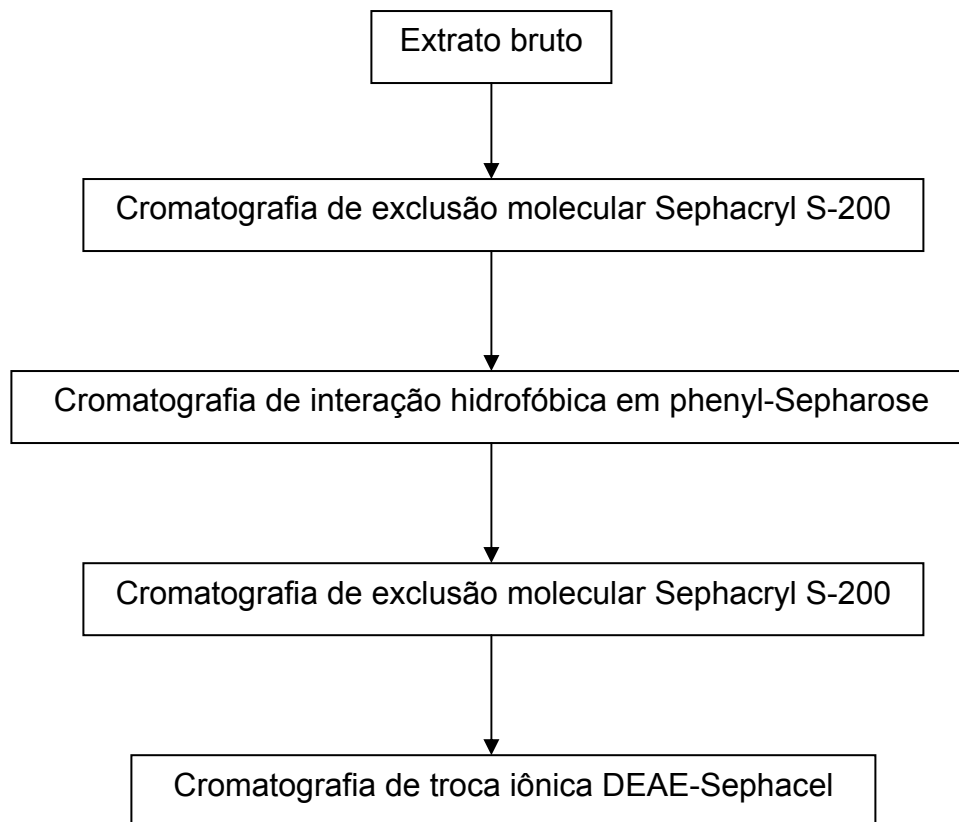 Extrato bruto
Cromatografia de exclusão molecular Sephacryl S-200
Cromatografia de interação hidrofóbica em phenyl-Sepharose
Cromatografia de exclusão molecular Sephacryl S-200
Cromatografia de troca iônica DEAE-Sephacel